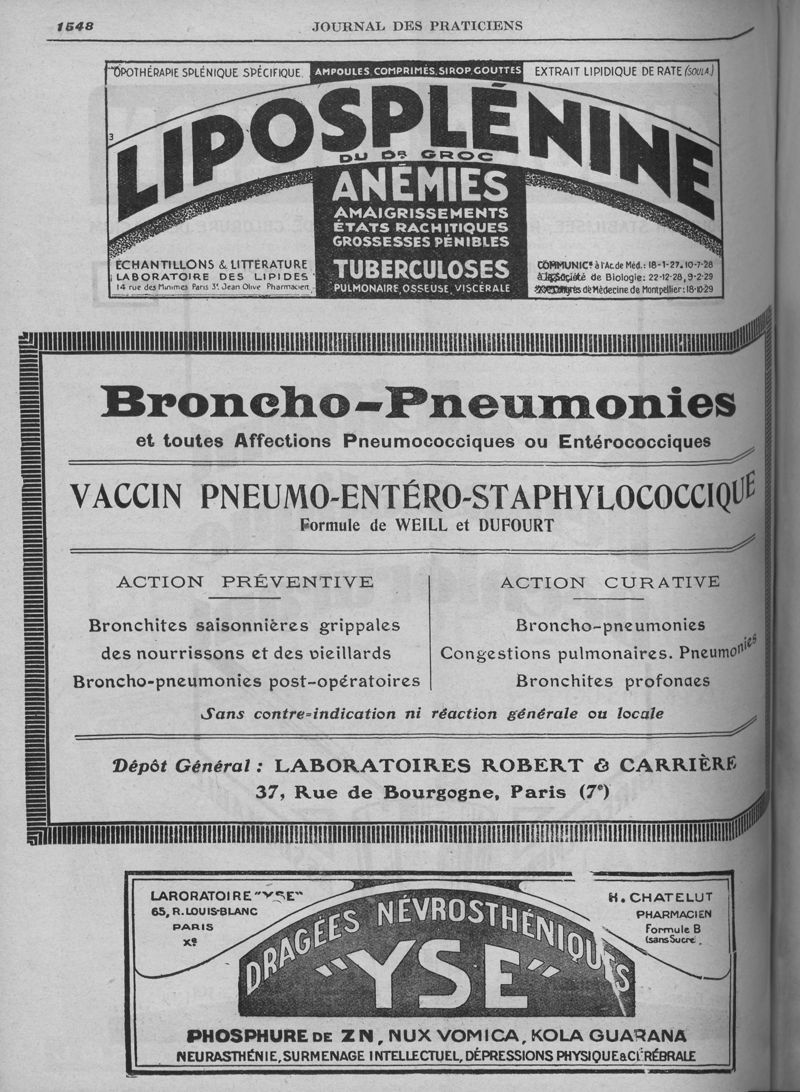 1548
JOURNAL DES PRATICIENS
OPOTHÉRAPIE SPLÉNIQUE SPÉCIFIQUE.
AMPOULES, COMPRIMÉS, SIROP, GOUTTES
EXTRAIT LIPIDIQUE DE RATE (SOULA)
3
LIPOSPLÉNINE
DU DR GROC
ANÉMIES
AMAIGRISSEMENTS
ÉTATS RACHITIQUES
GROSSESSES PÉNIBLES
TUBERCULOSES
PULMONAIRE, OSSEUSE, VISCÉRALE
ÉCHANTILLONS & LITTÉRATURE
LABORATOIRE DES LIPIDES
14 rue des Minimes Paris 3e. Jean Olive Pharmacien
COMMUNICS à l'Ac. de Méd.: 18-1-27. 10-7-28
à la Société de Biologie: 22-12-28, 9-2-29
de Médecine de Montpellier: 18-10-29
Broncho-Pneumonies
et toutes Affections Pneumococciques ou Entérococciques
VACCIN PNEUMO-ENTÉRO-STAPHYLOCOCCIQUE
Formule de WEILL et DUFOURT
ACTION PRÉVENTIVE
Bronchites saisonnières grippales
des nourrissons et des vieillards
Broncho-pneumonies post-opératoires
ACTION CURATIVE
Broncho-pneumonies
Congestions pulmonaires. Pneumonies
Bronchites profondes
Sans contre=indication ni réaction générale ou locale
Dépôt Général : LABORATOIRES ROBERT & CARRIÈRE
37, Rue de Bourgogne, Paris (7e)
LARORATOIRE "YSE"
65, R. LOUIS-BLANC
PARIS
Xe
H. CHATELUT
PHARMACIEN
Formule B
(sans Sucre).
DRAGÉES NÉVROSTHÉNIQUES
"YSE"
PHOSPHURE DE ZN, NUX VOMICA, KOLA GUARANA
NEURASTHÉNIE, SURMENAGE INTELLECTUEL, DÉPRESSIONS PHYSIQUE & CÉRÉBRALE